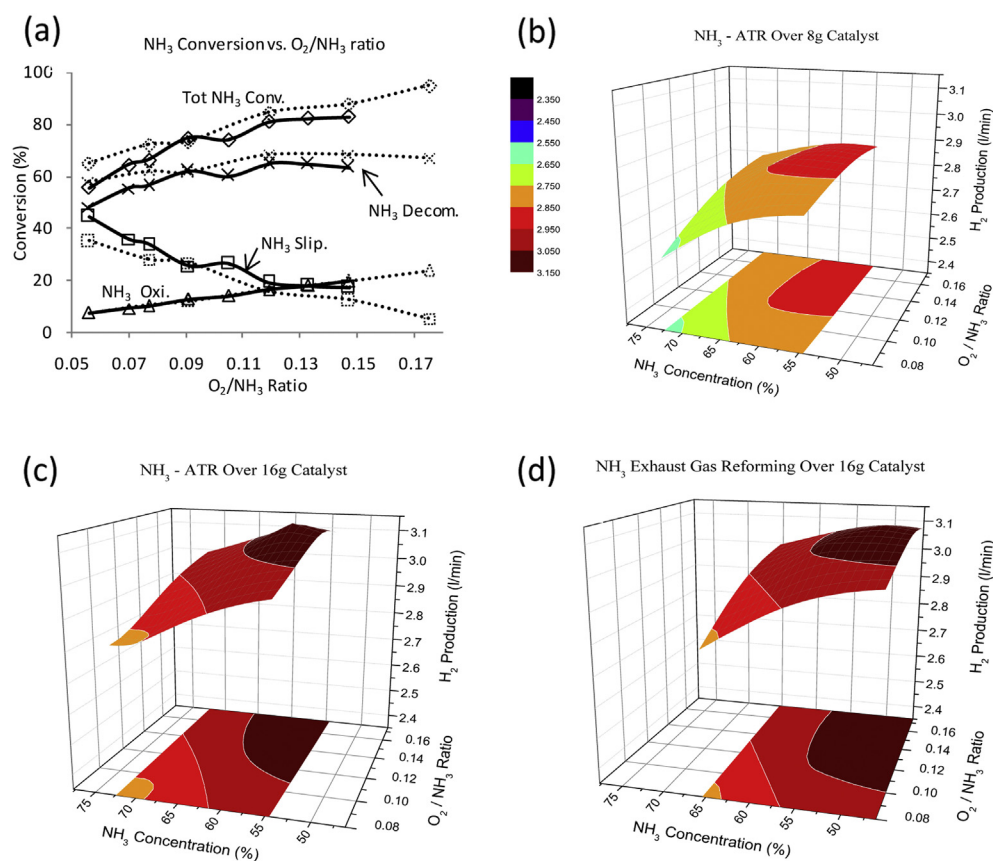 (a)
NH₃ Conversion vs. O₂/NH₃ ratio
100
80
60
40
20
0
Conversion (%)
Tot NH₃ Conv.
NH₃ Decom.
NH₃ Slip.
NH₃ Oxi.
0.05 0.07 0.09 0.11 0.13 0.15 0.17
O₂/NH₃ Ratio
(b)
NH₃ - ATR Over 8g Catalyst
2.350
2.450
2.550
2.650
2.750
2.850
2.950
3.050
3.150
3.1
3.0
2.9
2.8
2.7
2.6
2.5
2.4
H₂ Production (l/min)
0.16
0.14
0.12
0.10
0.08
O₂ / NH₃ Ratio
75 70 65 60 55 50
NH₃ Concentration (%)
(c)
NH₃ - ATR Over 16g Catalyst
3.1
3.0
2.9
2.8
2.7
2.6
2.5
2.4
H₂ Production (l/min)
0.16
0.14
0.12
0.10
0.08
O₂ / NH₃ Ratio
75 70 65 60 55 50
NH₃ Concentration (%)
(d)
NH₃ Exhaust Gas Reforming Over 16g Catalyst
3.1
3.0
2.9
2.8
2.7
2.6
2.5
2.4
H₂ Production (l/min)
0.16
0.14
0.12
0.10
0.08
O₂ / NH₃ Ratio
75 70 65 60 55 50
NH₃ Concentration (%)